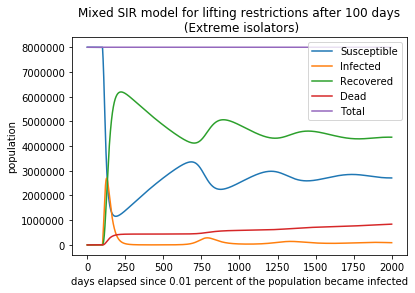 Mixed SIR model for lifting restrictions after 100 days
(Extreme isolators)
8000000
7000000
6000000
5000000
4000000
3000000
2000000
1000000
0
population
Susceptible
Infected
Recovered
Dead
Total
0 250 500 750 1000 1250 1500 1750 2000
days elapsed since 0.01 percent of the population became infected